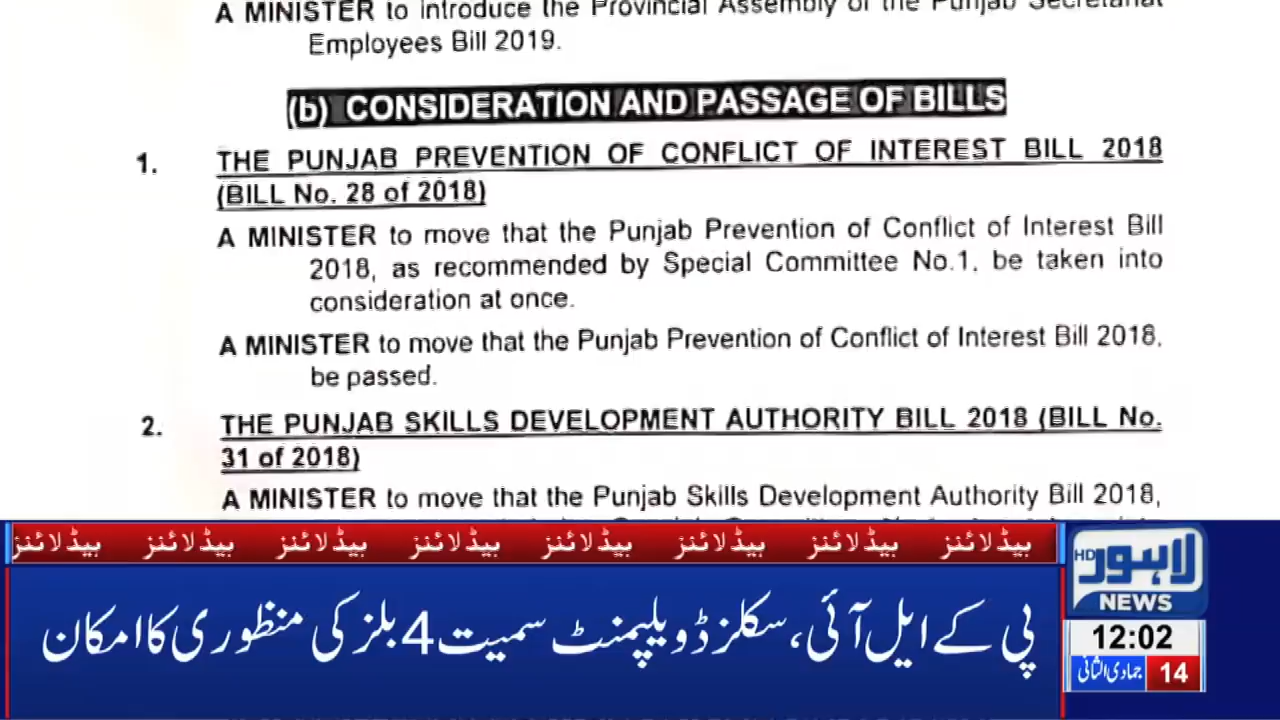 A MINISTER to introduce the Provincial Assembly of the Punjab Secretariat
Employees Bill 2019.
(b) CONSIDERATION AND PASSAGE OF BILLS
1. THE PUNJAB PREVENTION OF CONFLICT OF INTEREST BILL 2018
(BILL No. 28 of 2018)
A MINISTER to move that the Punjab Prevention of Conflict of Interest Bill
2018, as recommended by Special Committee No.1, be taken into
consideration at once.
A MINISTER to move that the Punjab Prevention of Conflict of Interest Bill 2018,
be passed.
2. THE PUNJAB SKILLS DEVELOPMENT AUTHORITY BILL 2018 (BILL No.
31 of 2018)
A MINISTER to move that the Punjab Skills Development Authority Bill 2018,
ہیڈلائنز ہیڈلائنز ہیڈلائنز ہیڈلائنز ہیڈلائنز ہیڈلائنز ہیڈلائنز ہیڈلائنز
پی کے ایل آئی، سکلز ڈویلپمنٹ سمیت 4 بلز کی منظوری کا امکان
لاہور HD
NEWS
12:02
14 جمادی الثانی